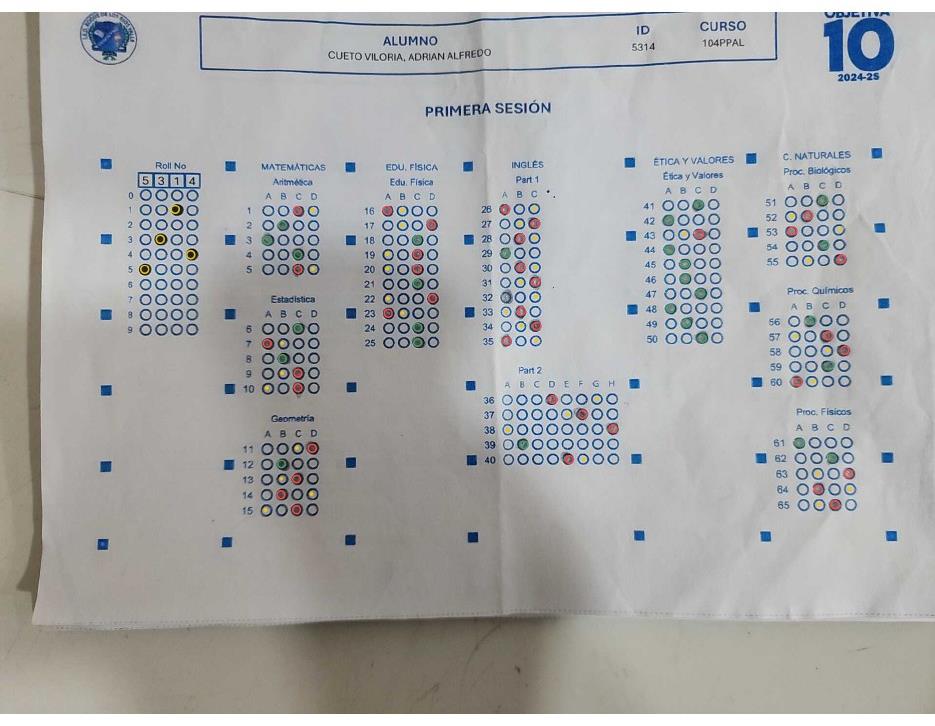 OBJETIVA
10
2024-2S
ALUMNO
CUETO VILORIA, ADRIAN ALFREDO
ID
5314
CURSO
104PPAL
PRIMERA SESIÓN
Roll No
5 3 1 4
0
1
2
3
4
5
6
7
8
9
MATEMÁTICAS
Aritmética
A B C D
1
2
3
4
5
Estadística
A B C D
6
7
8
9
10
Geometría
A B C D
11
12
13
14
15
EDU. FÍSICA
Edu. Física
A B C D
16
17
18
19
20
21
22
23
24
25
INGLÉS
Part 1
A B C
26
27
28
29
30
31
32
33
34
35
Part 2
A B C D E F G H
36
37
38
39
40
ÉTICA Y VALORES
Ética y Valores
A B C D
41
42
43
44
45
46
47
48
49
50
C. NATURALES
Proc. Biológicos
A B C D
51
52
53
54
55
Proc. Químicos
A B C D
56
57
58
59
60
Proc. Físicos
A B C D
61
62
63
64
65